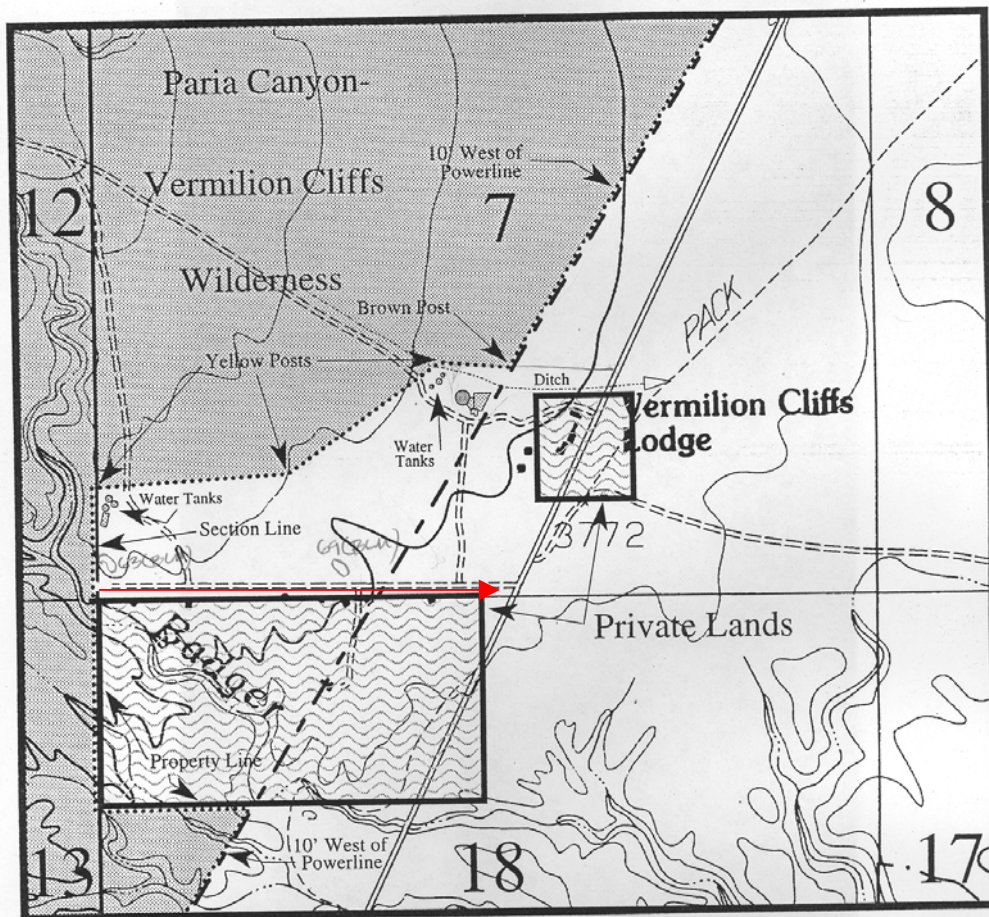 Paria Canyon-
10' West of
Powerline
12
Vermilion Cliffs
7
8
Wilderness
Brown Post
PACK
Yellow Posts
Ditch
Vermilion Cliffs
Lodge
Water
Tanks
Water Tanks
Section Line
3772
Private Lands
Badger
Property Line
10' West of
Powerline
13
18
17